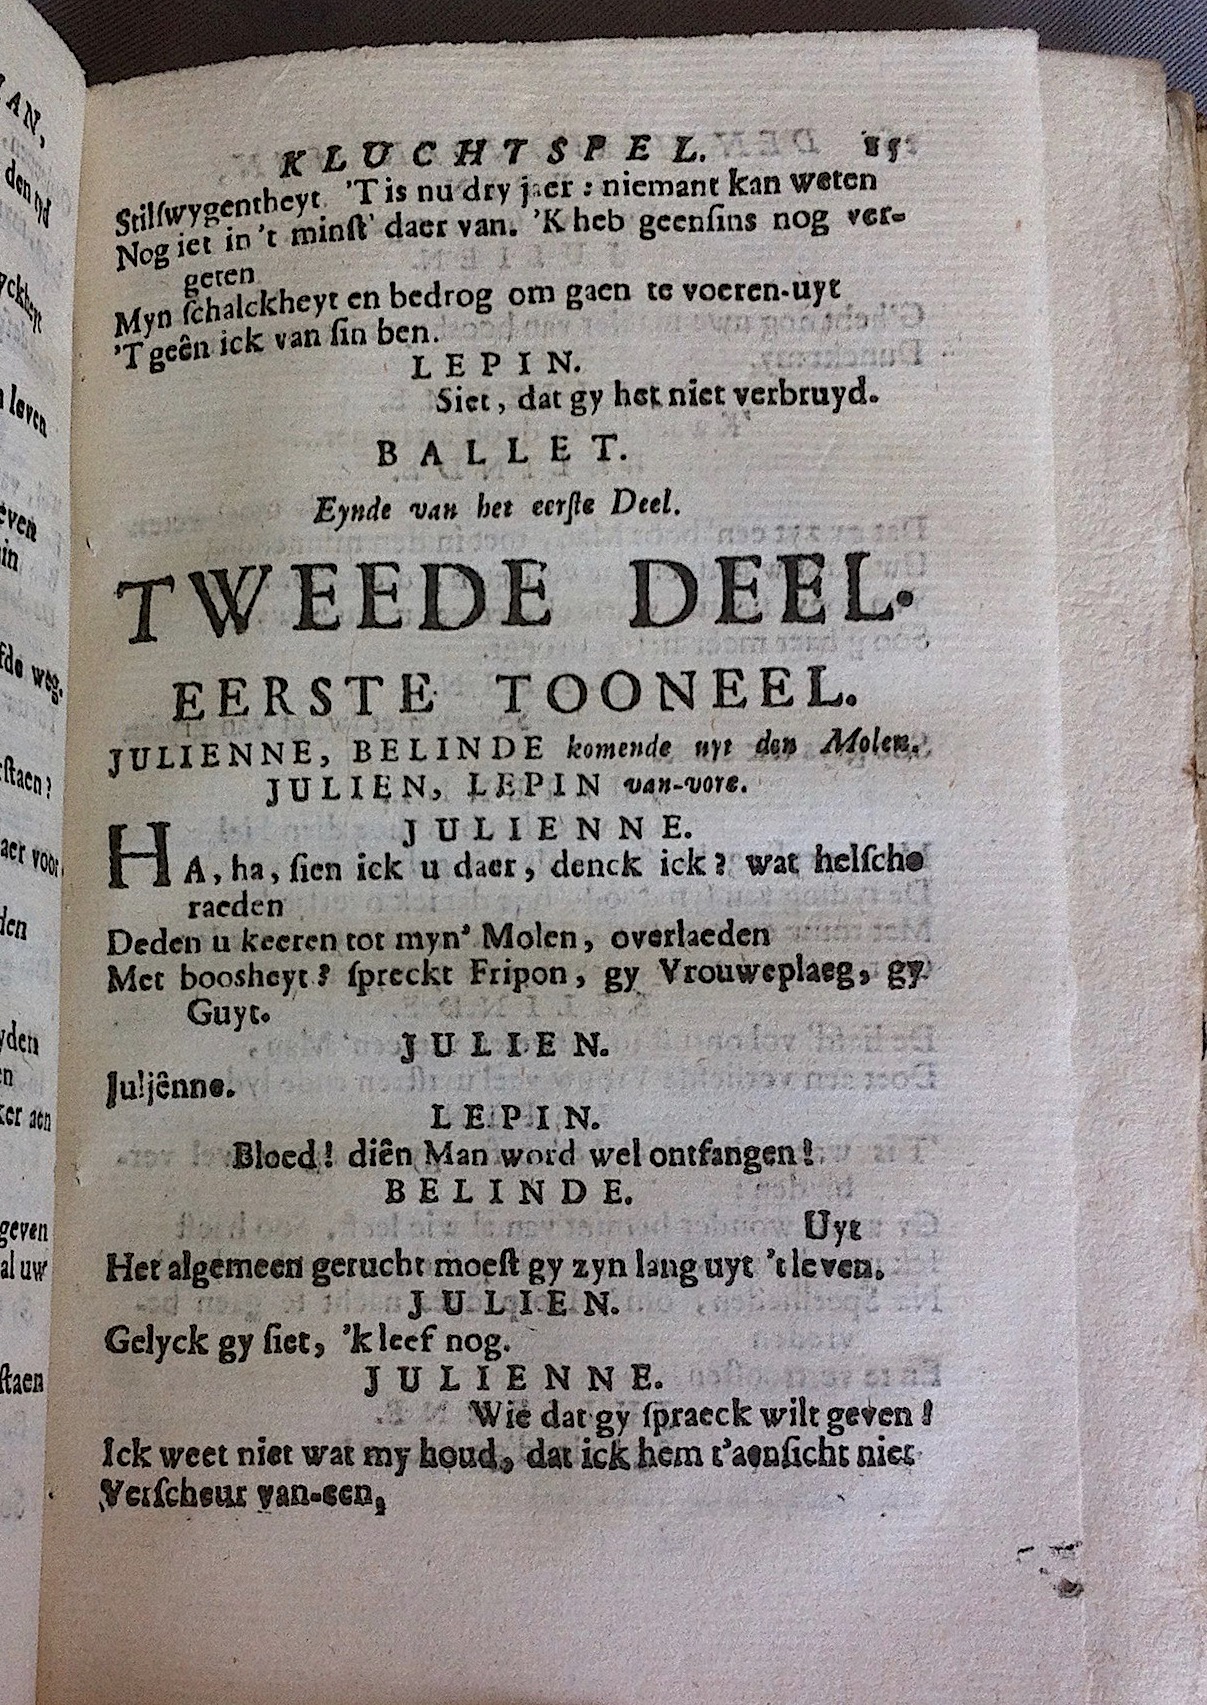 KLUCHTSPEL. 15
Stilſwygentheyt. 'T is nu dry jaer : niemant kan weten
Nog iet in 't minſt' daer van. 'K heb geenſins nog ver-
geten
Myn ſchalckheyt en bedrog om gaen te voeren-uyt
'T geên ick van ſin ben.
LEPIN.
Siet, dat gy het niet verbruyd.
BALLET.
Eynde van het eerſte Deel.
TWEEDE DEEL.
EERSTE TOONEEL.
JULIENNE, BELINDE komende uyt den Molen.
JULIEN, LEPIN van-vore.
JULIENNE.
HA, ha, ſien ick u daer, denck ick? wat helſche
raeden
Deden u keeren tot myn' Molen, overlaeden
Met boosheyt? ſpreckt Fripon, gy Vrouweplaeg, gy
Guyt.
JULIEN.
Juljênne.
LEPIN.
Bloed! diên Man word wel ontfangen!
BELINDE.
Uyt
Het algemeen gerucht moeſt gy zyn lang uyt 't leven.
JULIEN.
Gelyck gy ſiet, 'k leef nog.
JULIENNE.
Wie dat gy ſpraeck wilt geven!
Ick weet niet wat my houd, dat ick hem t'aenſicht niet
Verſcheur van-een,